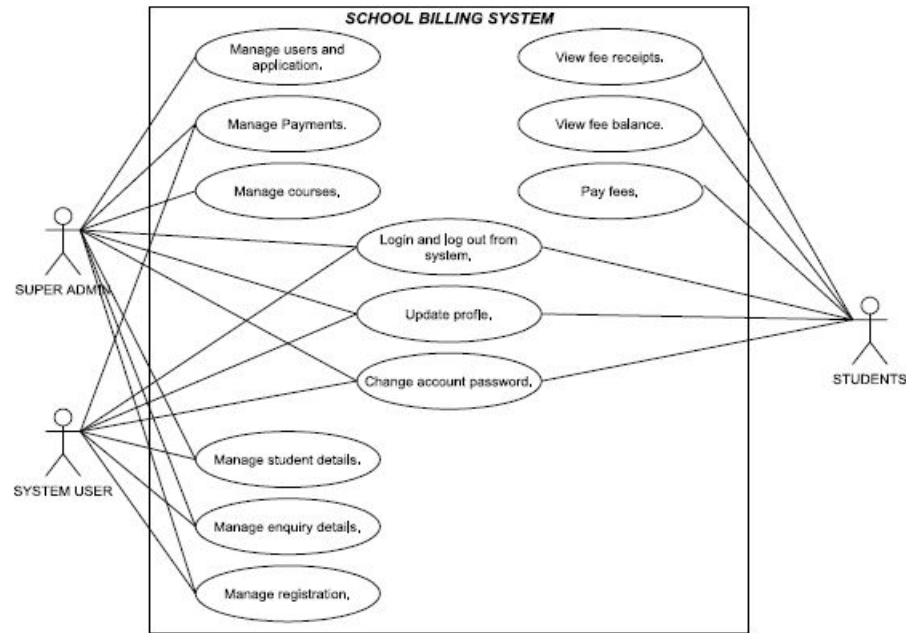 SCHOOL BILLING SYSTEM
Manage users and
application.
View fee receipts.
Manage Payments.
View fee balance.
Manage courses.
Pay fees.
Login and log out from
system.
SUPER ADMIN
Update profle.
STUDENTS
Change account password.
Manage student details.
SYSTEM USER
Manage enquiry details.
Manage registration.